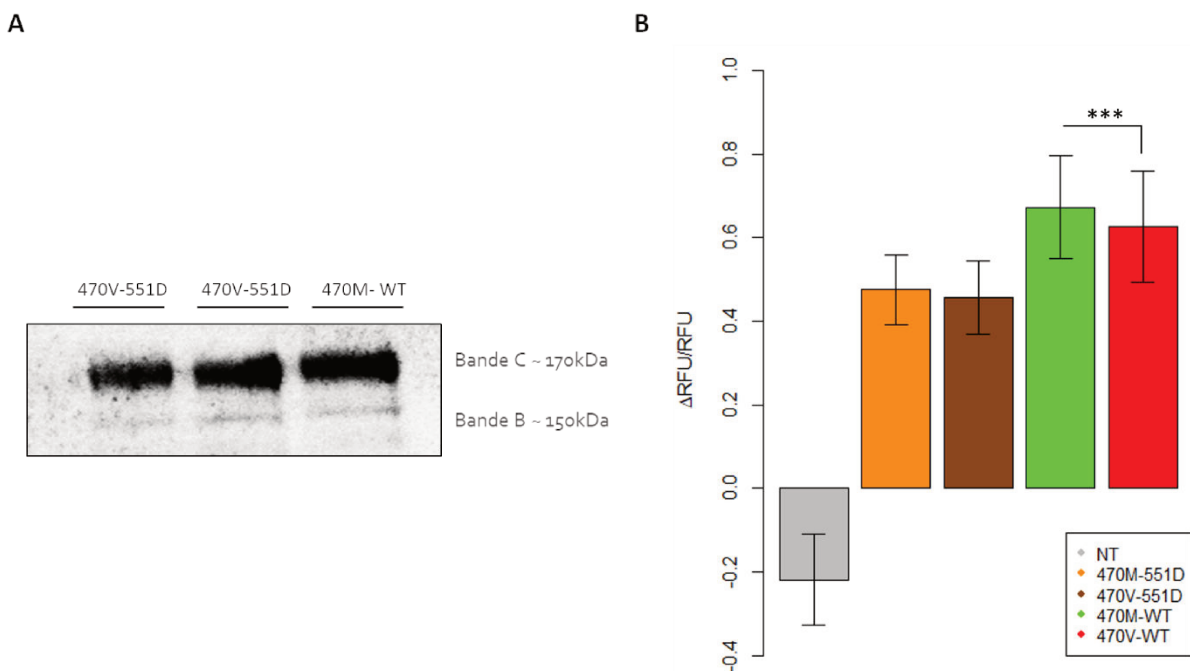 A
470V-551D 470V-551D 470M- WT
Bande C ~ 170kDa
Bande B ~ 150kDa
B
ΔRFU/RFU
1.0
0.8
0.6
0.4
0.2
0.0
-0.2
-0.4
***
NT
470M-551D
470V-551D
470M-WT
470V-WT